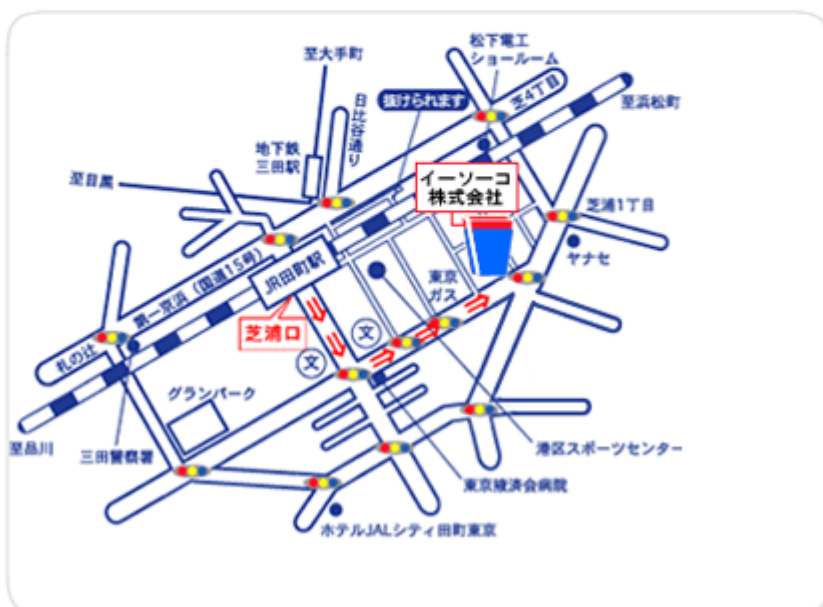 松下電工
ショールーム
至大手町
芝4丁目
抜けられます
至浜松町
日比谷通り
地下鉄
三田駅
至目黒
イーソーコ
株式会社
芝浦1丁目
ヤナセ
第一京浜(国道15号)
JR田町駅
東京
ガス
芝浦口
文
文
札の辻
グランパーク
至品川
三田警察署
港区スポーツセンター
東京掖済会病院
ホテルJALシティ田町東京